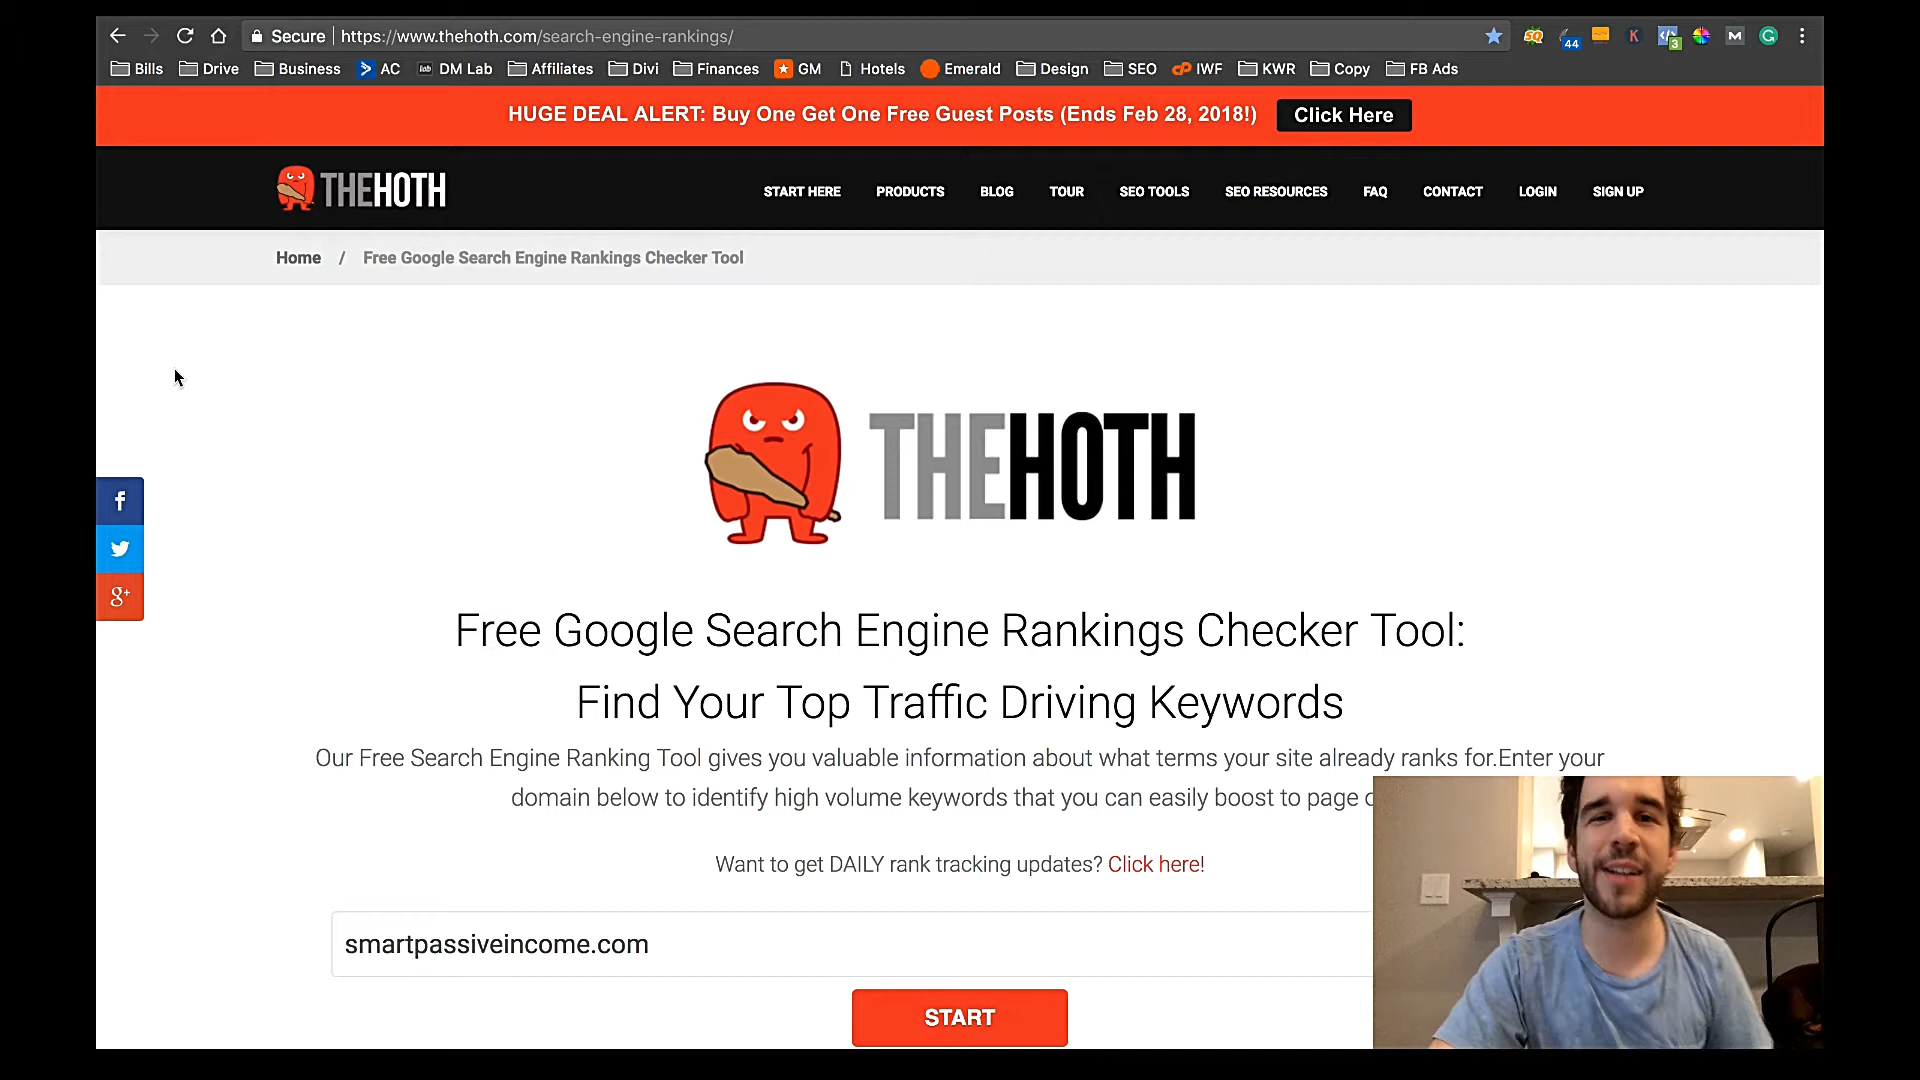 Secure https://www.thehoth.com/search-engine-rankings/
SQ 44 K 3 M G
Bills Drive Business AC lab DM Lab Affiliates Divi Finances GM Hotels Emerald Design SEO cP IWF KWR Copy FB Ads
HUGE DEAL ALERT: Buy One Get One Free Guest Posts (Ends Feb 28, 2018!) Click Here
THEHOTH START HERE PRODUCTS BLOG TOUR SEO TOOLS SEO RESOURCES FAQ CONTACT LOGIN SIGN UP
Home / Free Google Search Engine Rankings Checker Tool
THEHOTH
f
g+
Free Google Search Engine Rankings Checker Tool:
Find Your Top Traffic Driving Keywords
Our Free Search Engine Ranking Tool gives you valuable information about what terms your site already ranks for.Enter your
domain below to identify high volume keywords that you can easily boost to page
Want to get DAILY rank tracking updates? Click here!
smartpassiveincome.com
START